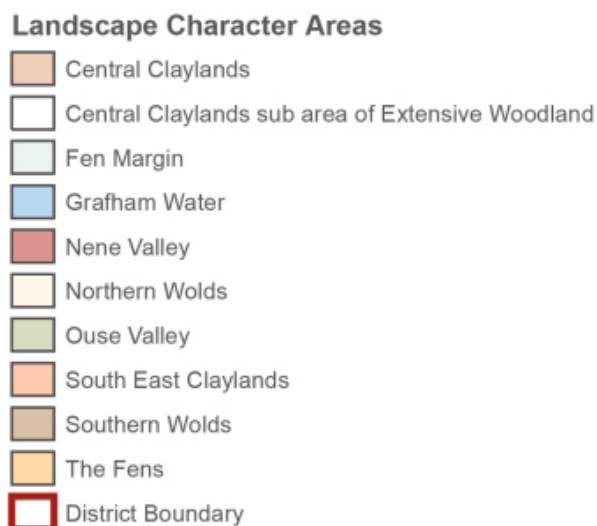 Landscape Character Areas
Central Claylands
Central Claylands sub area of Extensive Woodland
Fen Margin
Grafham Water
Nene Valley
Northern Wolds
Ouse Valley
South East Claylands
Southern Wolds
The Fens
District Boundary